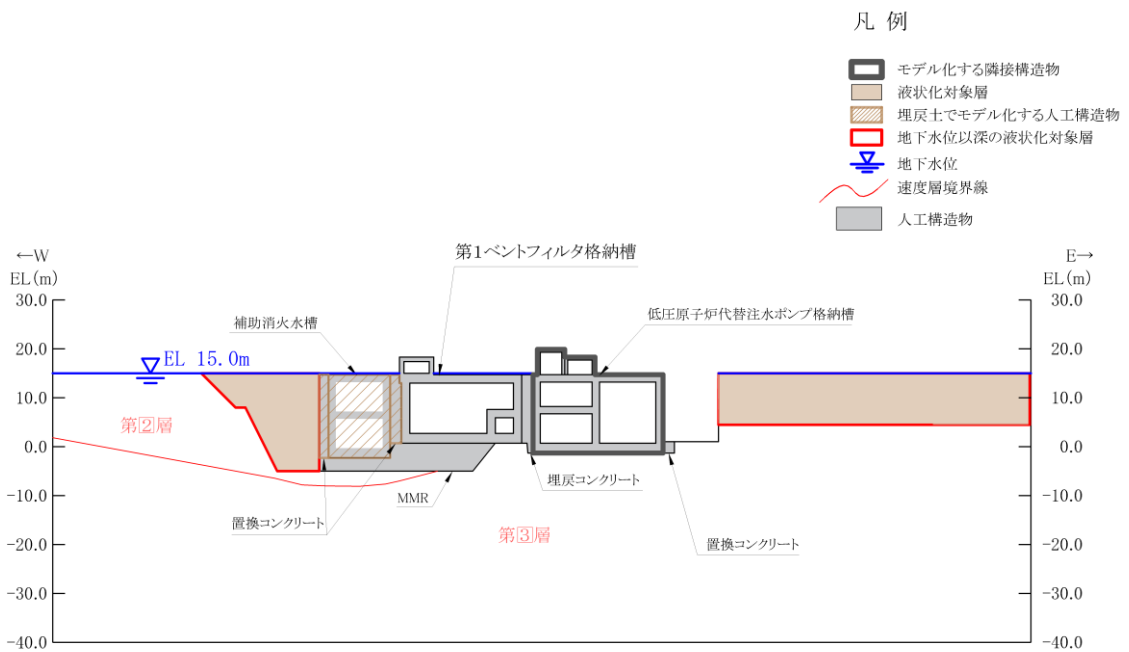 凡 例
モデル化する隣接構造物
液状化対象層
埋戻土でモデル化する人工構造物
地下水位以深の液状化対象層
地下水位
速度層境界線
人工構造物
←W
EL(m)
30.0
20.0
10.0
0.0
-10.0
-20.0
-30.0
-40.0
E→
EL(m)
30.0
20.0
10.0
0.0
-10.0
-20.0
-30.0
-40.0
第1ベントフィルタ格納槽
補助消火水槽
低圧原子炉代替注水ポンプ格納槽
EL 15.0m
第②層
埋戻コンクリート
MMR
置換コンクリート
第③層
置換コンクリート